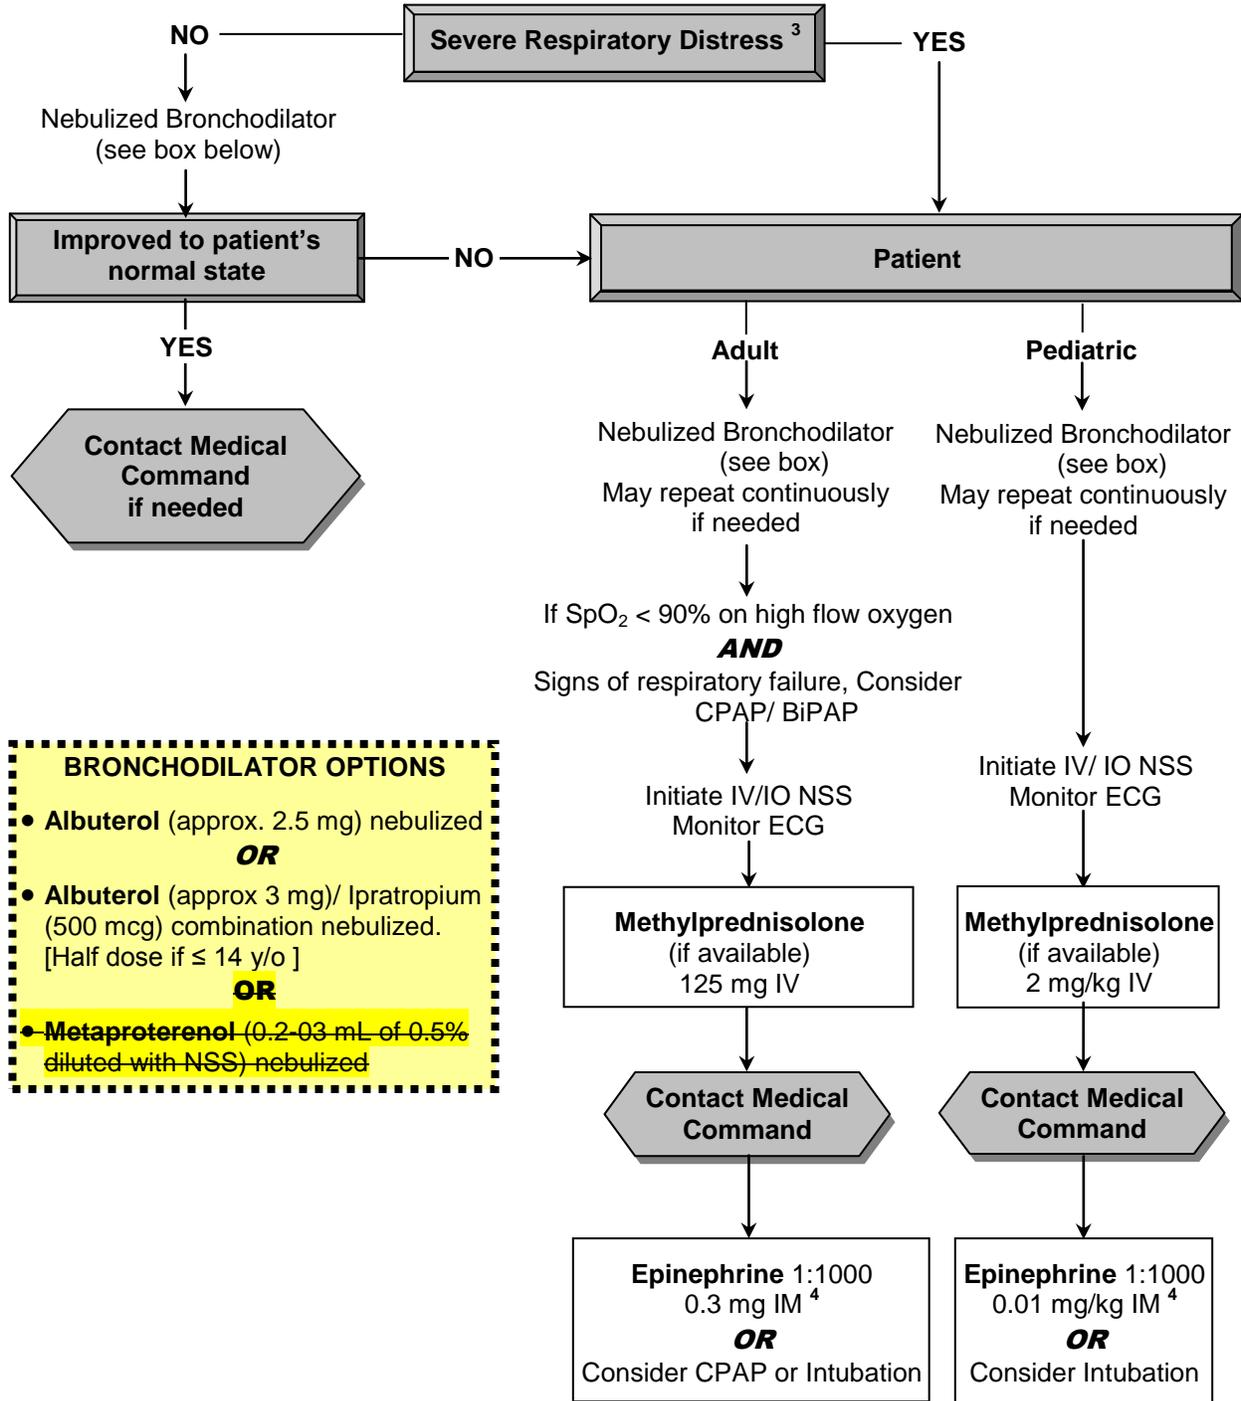 Severe Respiratory Distress 3
NO
YES
Nebulized Bronchodilator
(see box below)
Improved to patient’s
normal state
NO
Patient
YES
Contact Medical
Command
if needed
Adult
Nebulized Bronchodilator
(see box)
May repeat continuously
if needed
If SpO2 < 90% on high flow oxygen
AND
Signs of respiratory failure, Consider
CPAP/ BiPAP
Initiate IV/IO NSS
Monitor ECG
Methylprednisolone
(if available)
125 mg IV
Contact Medical
Command
Epinephrine 1:1000
0.3 mg IM 4
OR
Consider CPAP or Intubation
Pediatric
Nebulized Bronchodilator
(see box)
May repeat continuously
if needed
Initiate IV/ IO NSS
Monitor ECG
Methylprednisolone
(if available)
2 mg/kg IV
Contact Medical
Command
Epinephrine 1:1000
0.01 mg/kg IM 4
OR
Consider Intubation
BRONCHODILATOR OPTIONS
• Albuterol (approx. 2.5 mg) nebulized
OR
• Albuterol (approx 3 mg)/ Ipratropium
(500 mcg) combination nebulized.
[Half dose if ≤ 14 y/o ]
OR
• Metaproterenol (0.2-03 mL of 0.5%
diluted with NSS) nebulized